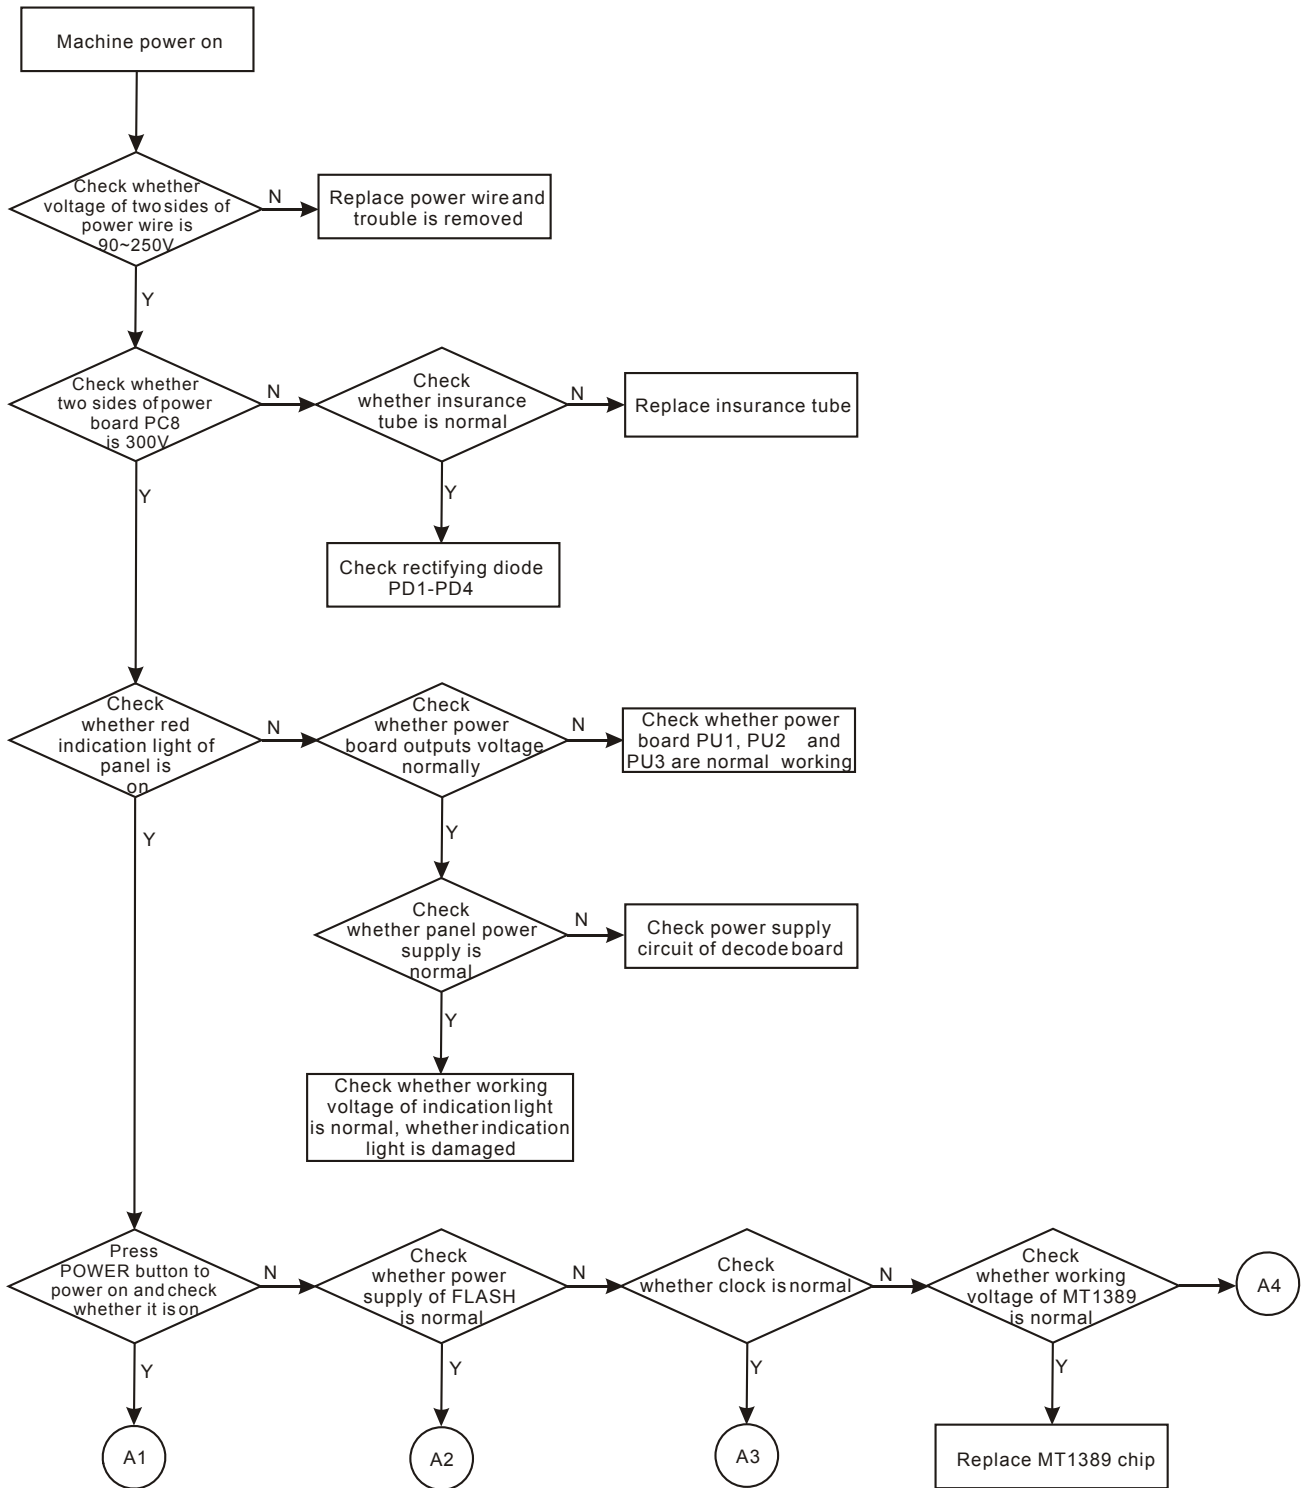 Machine power on
Check whether
voltage of two sides of
power wire is
90~250V
N
Replace power wire and
trouble is removed
Y
Check whether
two sides of power
board PC8
is 300V
N
Check
whether insurance
tube is normal
N
Replace insurance tube
Y
Y
Check rectifying diode
PD1-PD4
Check
whether red
indication light of
panel is
on
N
Check
whether power
board outputs voltage
normally
N
Check whether power
board PU1, PU2 and
PU3 are normal working
Y
Y
Check
whether panel power
supply is
normal
N
Check power supply
circuit of decode board
Y
Check whether working
voltage of indication light
is normal, whether indication
light is damaged
Press
POWER button to
power on and check
whether it is on
N
Check
whether power
supply of FLASH
is normal
N
Check
whether clock is normal
N
Check
whether working
voltage of MT1389
is normal
A4
Y
Y
Y
Y
A1
A2
A3
Replace MT1389 chip